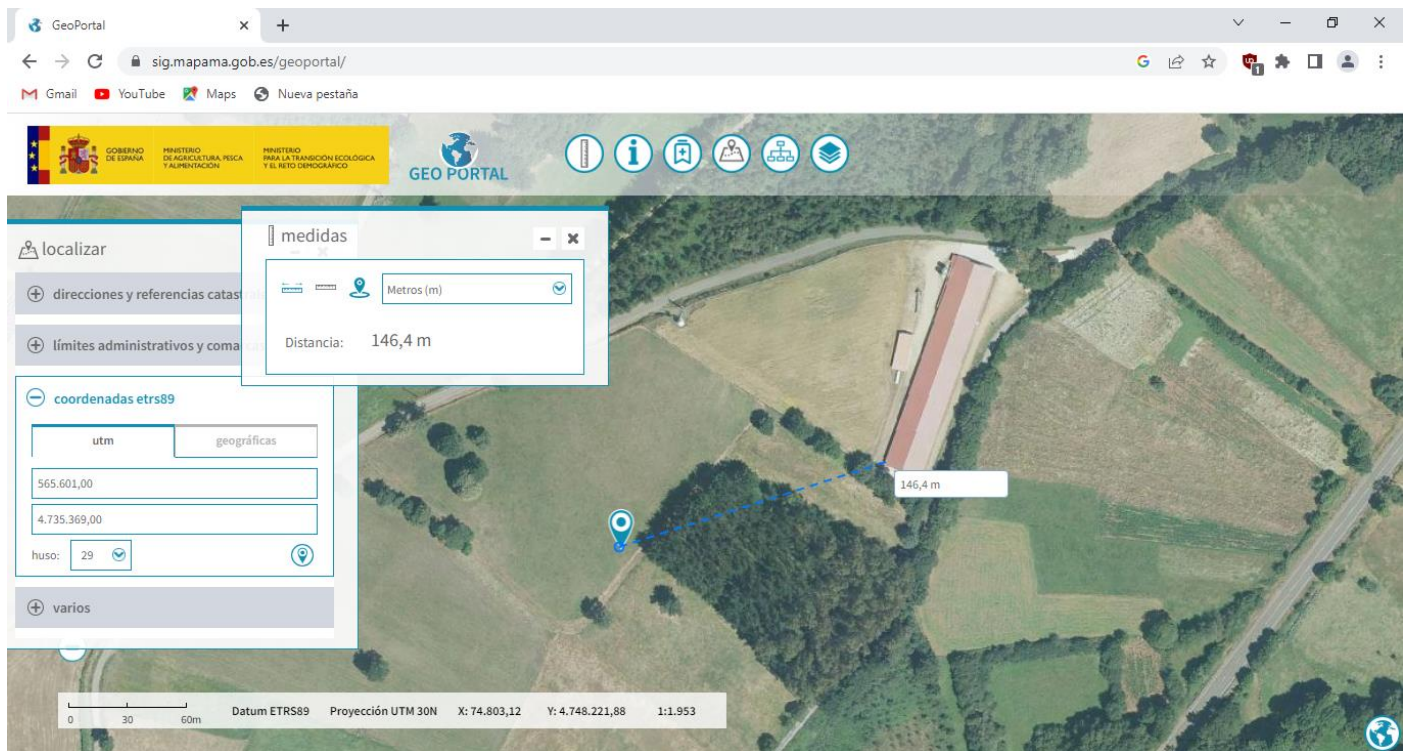 GeoPortal
sig.mapama.gob.es/geoportal/
1
Gmail YouTube Maps Nueva pestaña
GOBIERNO
DE ESPAÑA
MINISTERIO
DE AGRICULTURA, PESCA
Y ALIMENTACIÓN
MINISTERIO
PARA LA TRANSICIÓN ECOLÓGICA
Y EL RETO DEMOGRÁFICO
GEO PORTAL
medidas
localizar
Metros (m)
direcciones y referencias catast
Distancia: 146,4 m
límites administrativos y coma
coordenadas etrs89
utm geográficas
565.601,00
146,4 m
4.735.369,00
huso: 29
varios
0 30 60m
Datum ETRS89 Proyección UTM 30N X: 74.803,12 Y: 4.748.221,88 1:1.953